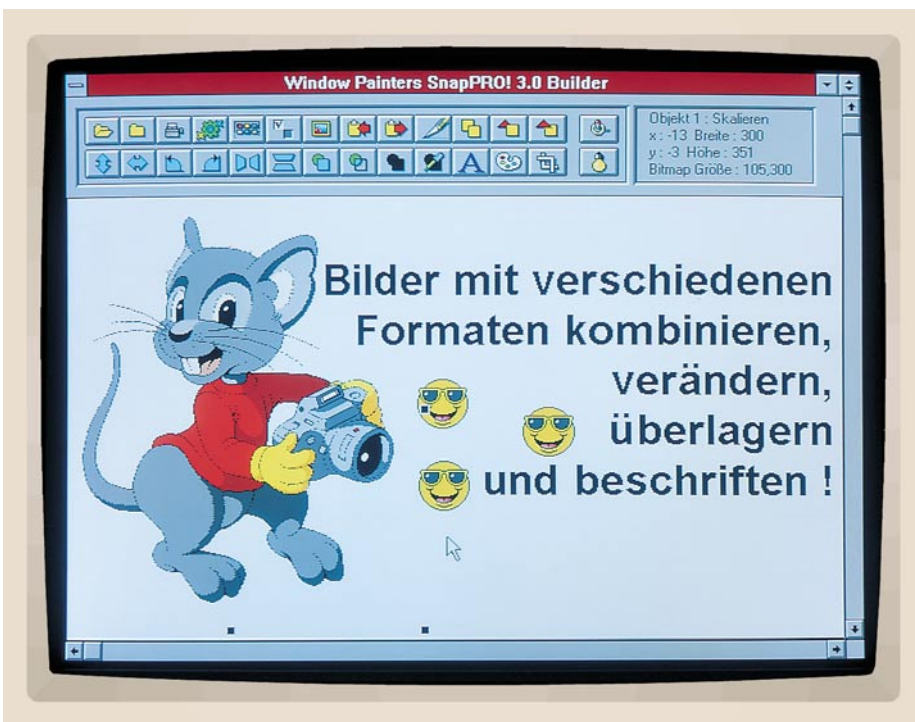 Window Painters SnapPRO! 3.0 Builder
Objekt 1 : Skalieren
x : -13 Breite : 300
y : -3 Höhe : 351
Bitmap Größe : 105,300
A
Bilder mit verschiedenen
Formaten kombinieren,
verändern,
überlagern
und beschriften !